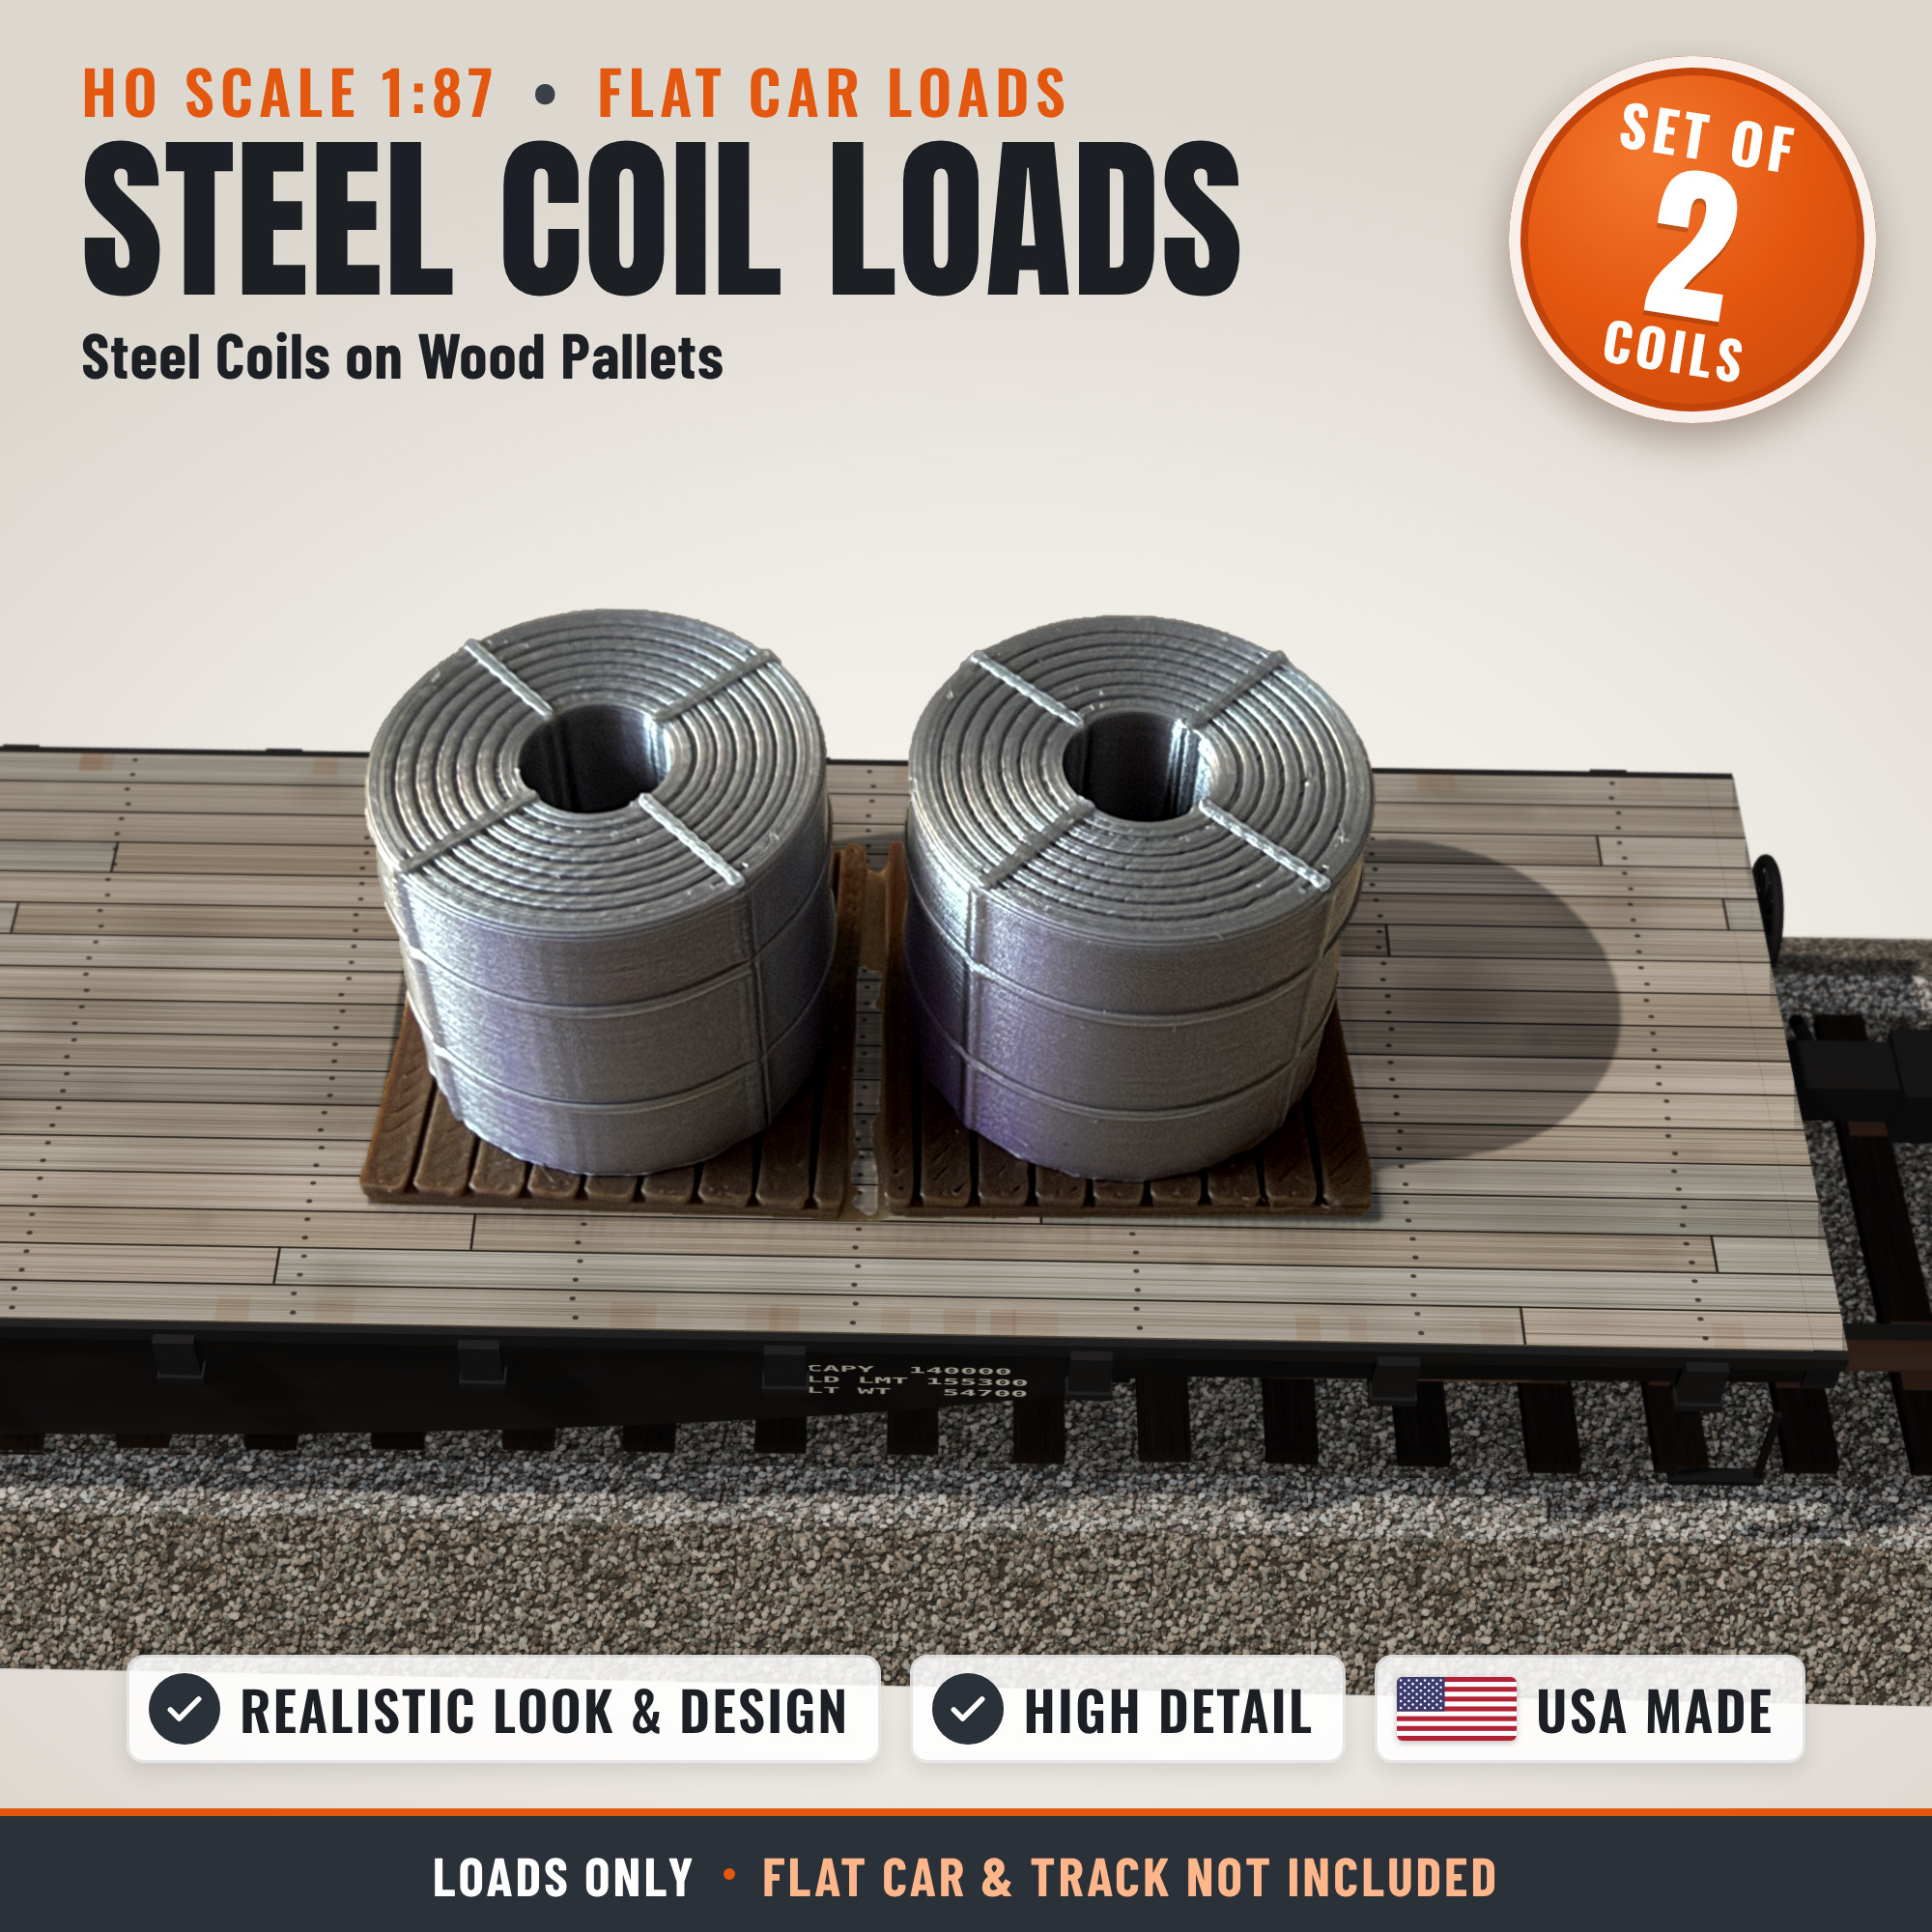 HO SCALE 1:87 • FLAT CAR LOADS
STEEL COIL LOADS
Steel Coils on Wood Pallets
SET OF
2
COILS
CAPY 140000
LD LMT 155300
LT WT 54700
REALISTIC LOOK & DESIGN
HIGH DETAIL
USA MADE
LOADS ONLY • FLAT CAR & TRACK NOT INCLUDED